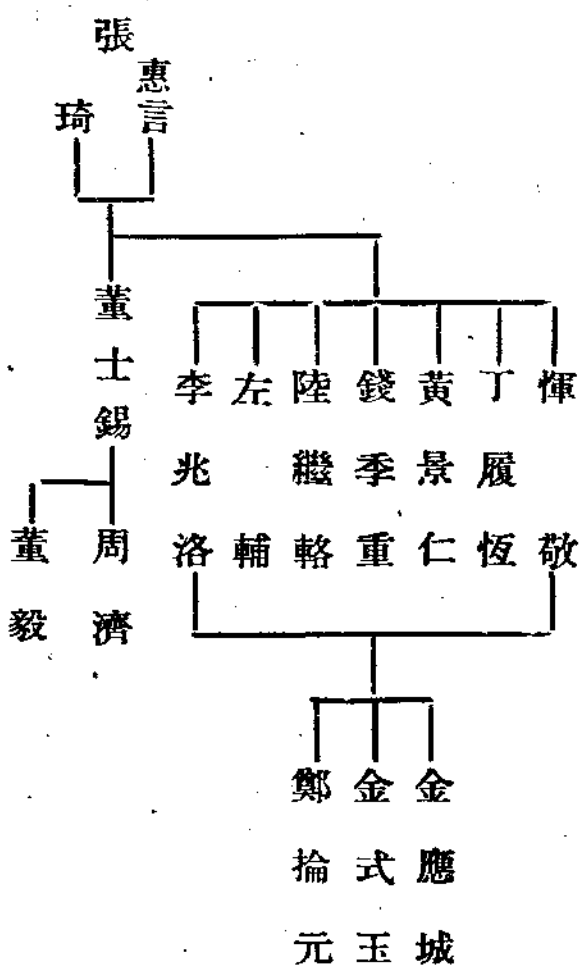 張
惠言
琦
惲敬
丁履恆
黃景仁
錢季重
陸繼輅
左輔
李兆洛
董士錫
周濟
董毅
金應城
金式玉
鄭掄元